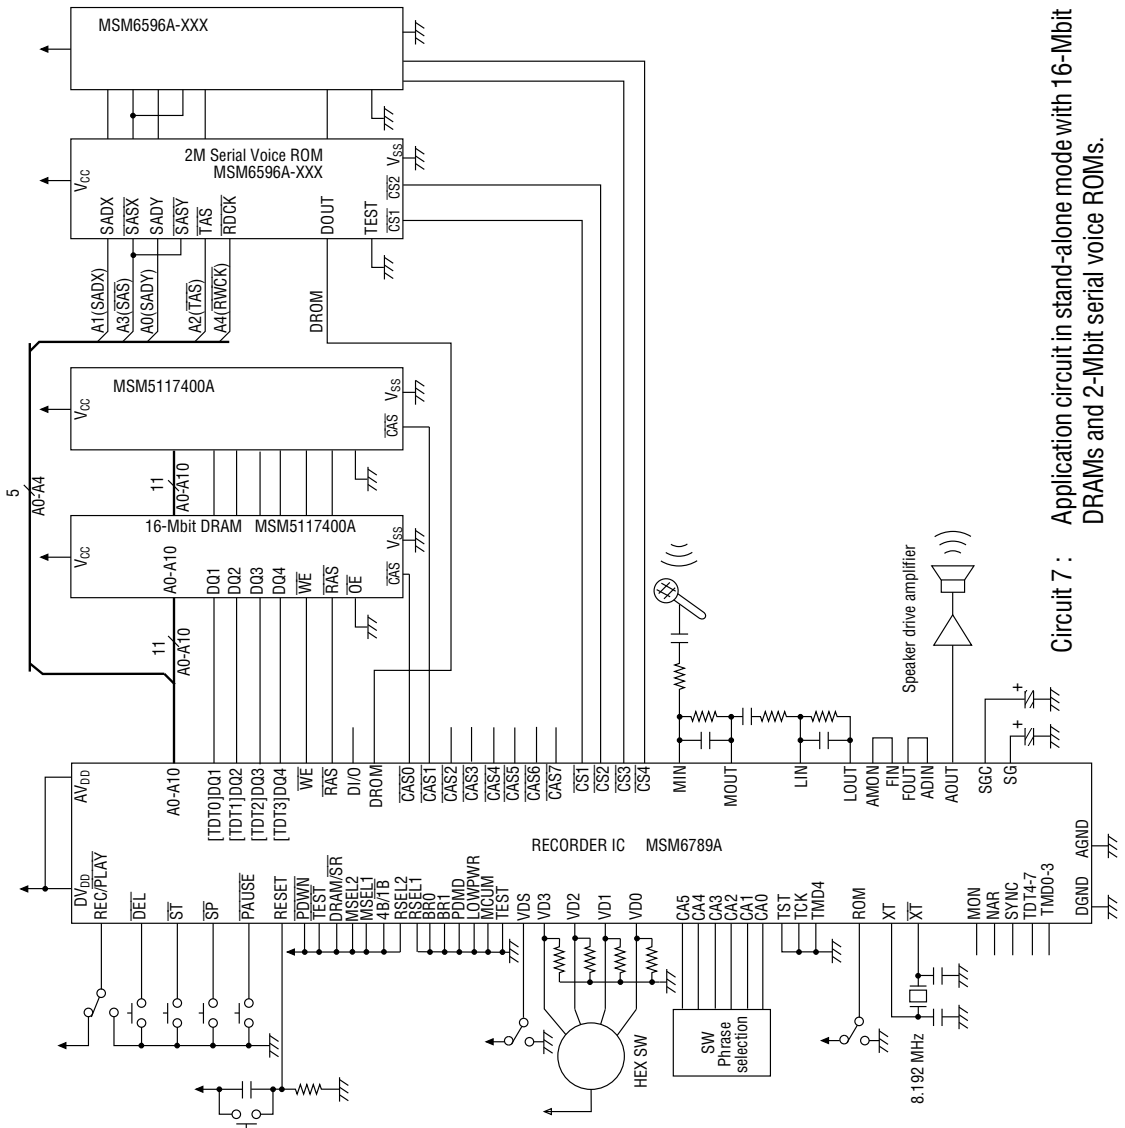 MSM6596A-XXX
2M Serial Voice ROM
MSM6596A-XXX
VCC
VSS
SADX
SASX
SADY
SASY
TAS
RDCK
DOUT
TEST
CS1
CS2
A1(SADX)
A3(SAS)
A0(SADY)
A2(TAS)
A4(RWCK)
DROM
MSM5117400A
VCC
VSS
CAS
5
A0-A4
11
A0-A10
16-Mbit DRAM MSM5117400A
VCC
VSS
A0-A10
DQ1
DQ2
DQ3
DQ4
WE
RAS
OE
CAS
11
A0-A10
AVDD
A0-A10
[TDT0]DQ1
[TDT1]DQ2
[TDT2]DQ3
[TDT3]DQ4
WE
RAS
DI/O
DROM
CAS0
CAS1
CAS2
CAS3
CAS4
CAS5
CAS6
CAS7
CS1
CS2
CS3
CS4
MIN
MOUT
LIN
LOUT
AMON
FIN
FOUT
ADIN
AOUT
SGC
SG
+
+
Speaker drive amplifier
RECORDER IC MSM6789A
DVDD
REC/PLAY
DEL
ST
SP
PAUSE
RESET
PDWN
TEST
DRAM/SR
MSEL2
MSEL1
4B/1B
RSEL2
RSEL1
BR0
BR1
PDMD
LOWPWR
MCUM
TEST
VDS
VD3
VD2
VD1
VD0
CA5
CA4
CA3
CA2
CA1
CA0
TST
TCK
TMD4
ROM
XT
XT
MON
NAR
SYNC
TDT4-7
TMD0-3
DGND
AGND
HEX SW
SW
Phrase
selection
8.192 MHz
Circuit 7 : Application circuit in stand-alone mode with 16-Mbit
DRAMs and 2-Mbit serial voice ROMs.